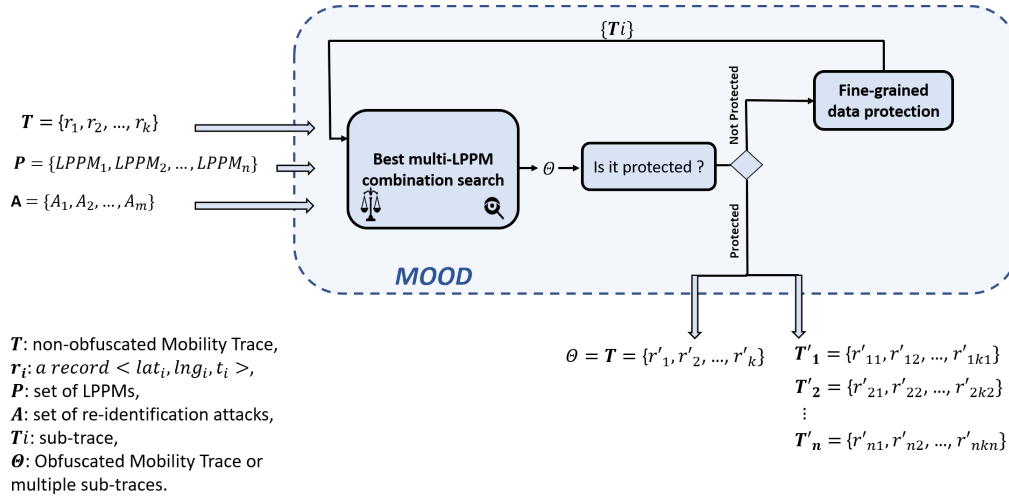 {Ti}
Not Protected
Fine-grained
data protection
T = {r₁, r₂, ..., rₖ}
P = {LPPM₁, LPPM₂, ..., LPPMₙ}
A = {A₁, A₂, ..., Aₘ}
Best multi-LPPM
combination search
Θ
Is it protected ?
Protected
MOOD
T: non-obfuscated Mobility Trace,
rᵢ: a record < latᵢ, lngᵢ, tᵢ >,
P: set of LPPMs,
A: set of re-identification attacks,
Ti: sub-trace,
Θ: Obfuscated Mobility Trace or
multiple sub-traces.
Θ = T = {r'₁, r'₂, ..., r'ₖ}
T'₁ = {r'₁₁, r'₁₂, ..., r'₁ₖ₁}
T'₂ = {r'₂₁, r'₂₂, ..., r'₂ₖ₂}
⋮
T'ₙ = {r'ₙ₁, r'ₙ₂, ..., r'ₙₖₙ}